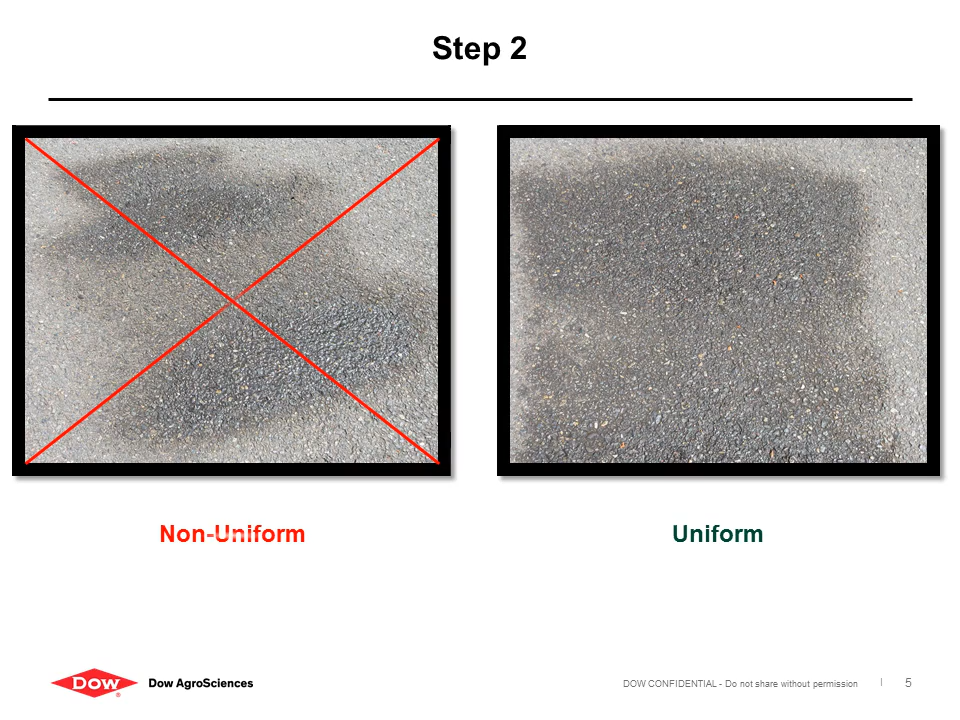 Step 2
Non-Uniform
Uniform
DOW
Dow AgroSciences
DOW CONFIDENTIAL - Do not share without permission | 5